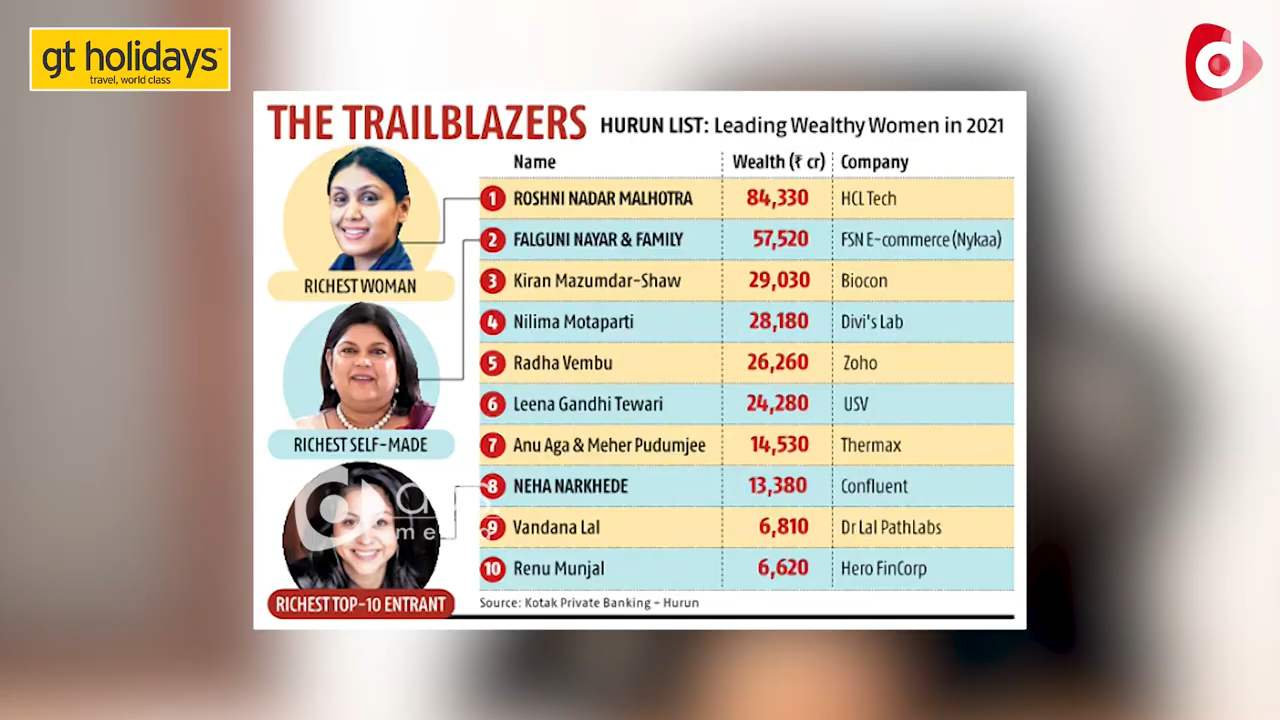 gt holidays
travel, world class
d
THE TRAILBLAZERS HURUN LIST: Leading Wealthy Women in 2021
Name Wealth (₹ cr) Company
1 ROSHNI NADAR MALHOTRA 84,330 HCL Tech
2 FALGUNI NAYAR & FAMILY 57,520 FSN E-commerce (Nykaa)
3 Kiran Mazumdar-Shaw 29,030 Biocon
4 Nilima Motaparti 28,180 Divi's Lab
5 Radha Vembu 26,260 Zoho
6 Leena Gandhi Tewari 24,280 USV
7 Anu Aga & Meher Pudumjee 14,530 Thermax
8 NEHA NARKHEDE 13,380 Confluent
9 Vandana Lal 6,810 Dr Lal PathLabs
10 Renu Munjal 6,620 Hero FinCorp
Source: Kotak Private Banking - Hurun
RICHEST WOMAN
RICHEST SELF-MADE
RICHEST TOP-10 ENTRANT